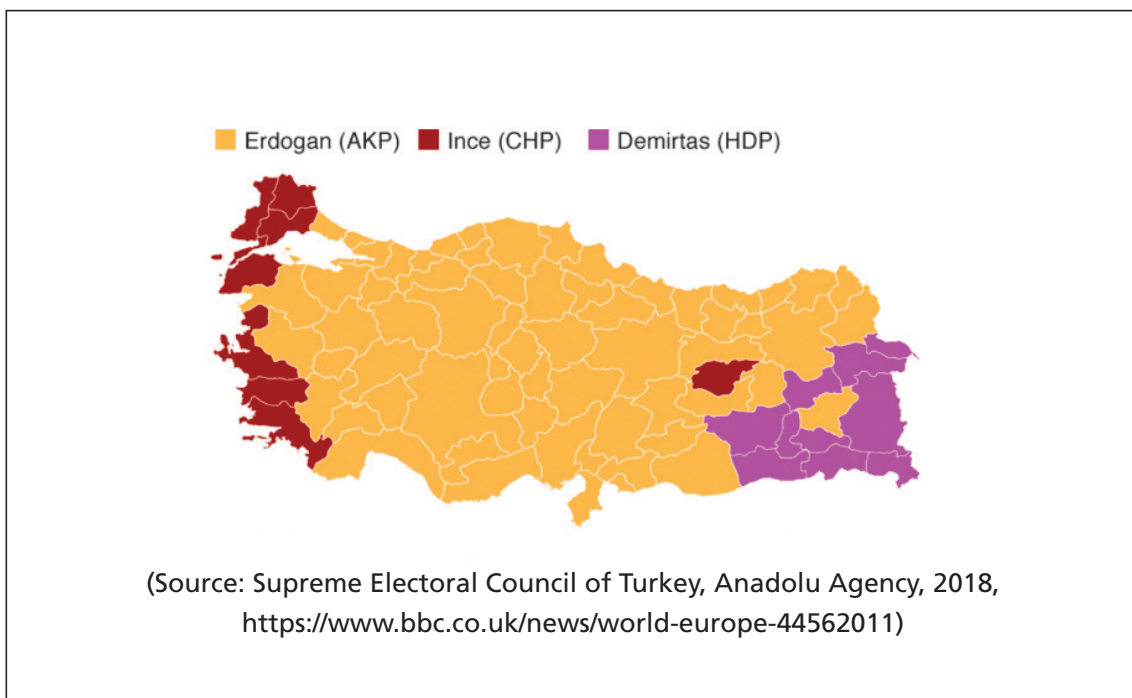 Erdogan (AKP) Ince (CHP) Demirtas (HDP)
(Source: Supreme Electoral Council of Turkey, Anadolu Agency, 2018,
https://www.bbc.co.uk/news/world-europe-44562011)